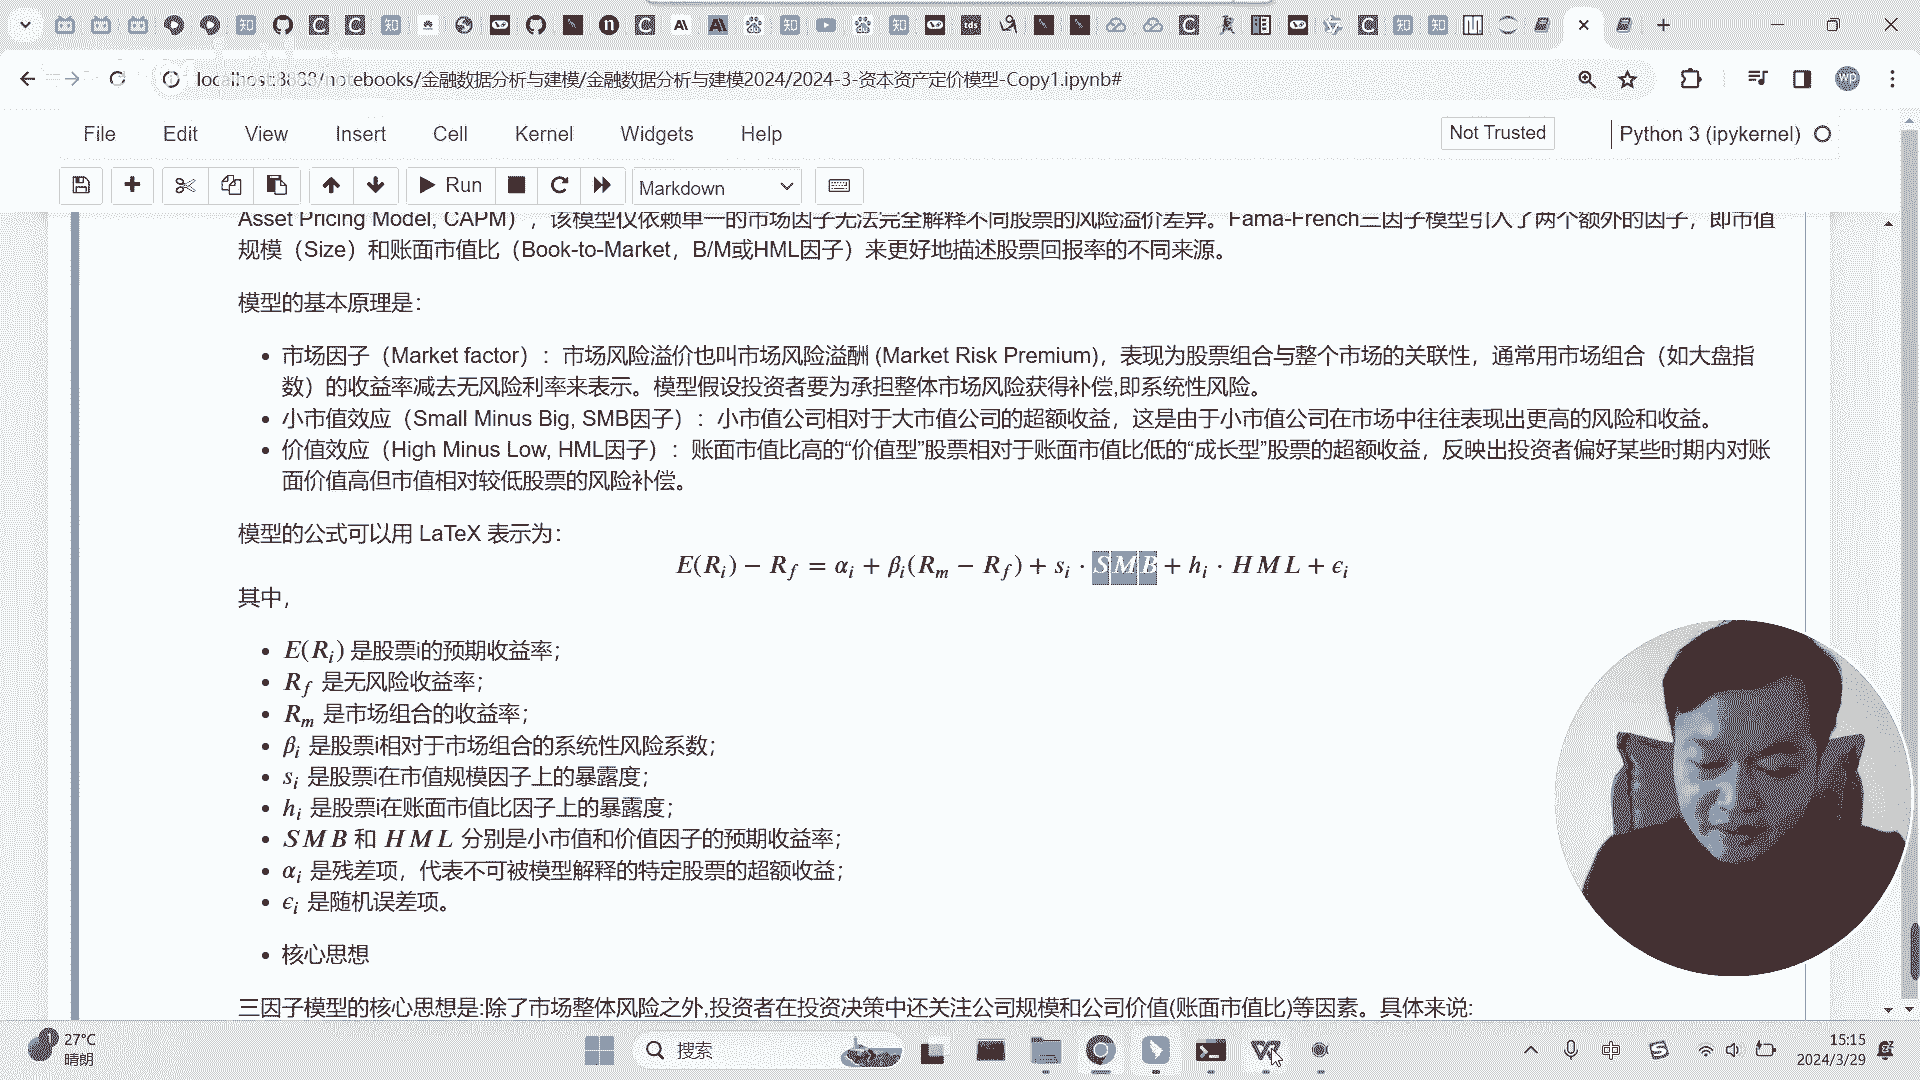 localhost:8888/notebooks/金融数据分析与建模/金融数据分析与建模2024/2024-3-资本资产定价模型-Copy1.ipynb#
wp
File Edit View Insert Cell Kernel Widgets Help Not Trusted Python 3 (ipykernel)
Run Markdown
Asset Pricing Model, CAPM），该模型仅依赖单一的市场因子无法完全解释不同股票的风险溢价差异。Fama-French三因子模型引入了两个额外的因子，即市值
规模（Size）和账面市值比（Book-to-Market，B/M或HML因子）来更好地描述股票回报率的不同来源。
模型的基本原理是：
• 市场因子（Market factor）：市场风险溢价也叫市场风险溢酬 (Market Risk Premium)，表现为股票组合与整个市场的关联性，通常用市场组合（如大盘指
数）的收益率减去无风险利率来表示。模型假设投资者要为承担整体市场风险获得补偿,即系统性风险。
• 小市值效应（Small Minus Big, SMB因子）：小市值公司相对于大市值公司的超额收益，这是由于小市值公司在市场中往往表现出更高的风险和收益。
• 价值效应（High Minus Low, HML因子）：账面市值比高的“价值型”股票相对于账面市值比低的“成长型”股票的超额收益，反映出投资者偏好某些时期内对账
面价值高但市值相对较低股票的风险补偿。
模型的公式可以用 LaTeX 表示为：
E(R_i) − R_f = α_i + β_i(R_m − R_f) + s_i · SMB + h_i · HML + ϵ_i
其中，
• E(R_i) 是股票i的预期收益率；
• R_f 是无风险收益率；
• R_m 是市场组合的收益率；
• β_i 是股票i相对于市场组合的系统性风险系数；
• s_i 是股票i在市值规模因子上的暴露度；
• h_i 是股票i在账面市值比因子上的暴露度；
• SMB 和 HML 分别是小市值和价值因子的预期收益率；
• α_i 是残差项，代表不可被模型解释的特定股票的超额收益；
• ϵ_i 是随机误差项。
• 核心思想
三因子模型的核心思想是:除了市场整体风险之外,投资者在投资决策中还关注公司规模和公司价值(账面市值比)等因素。具体来说:
27°C
晴朗
搜索
中
15:15
2024/3/29